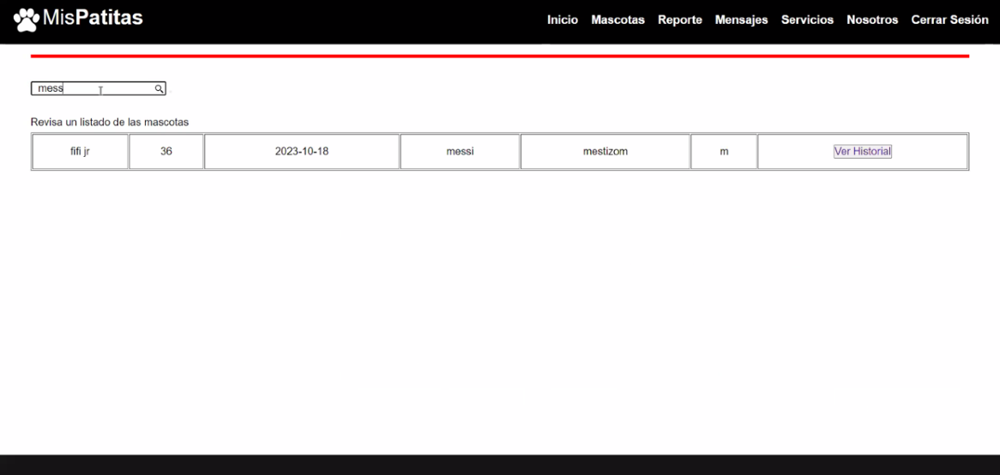 MisPatitas Inicio Mascotas Reporte Mensajes Servicios Nosotros Cerrar Sesión
mess
Revisa un listado de las mascotas
fifi jr 36 2023-10-18 messi mestizom m Ver Historial